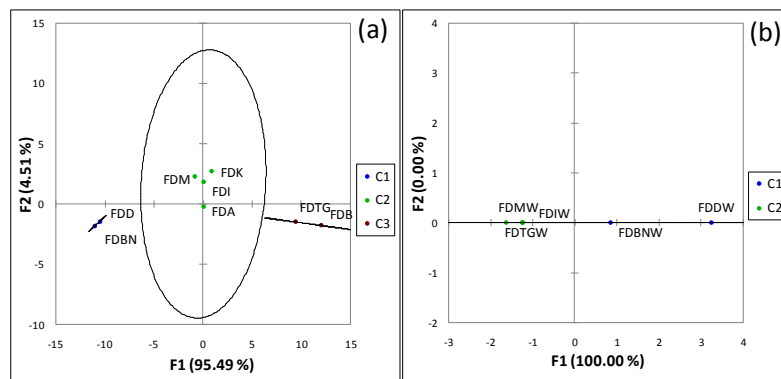 (a)
15
10
5
0
-5
-10
-15 -10 -5 0 5 10 15
F2 (4.51 %)
F1 (95.49 %)
FDM
FDK
FDI
FDA
FDD
FDBN
FDTG
FDB
C1
C2
C3
(b)
4
3
2
1
0
-1
-2
-3 -2 -1 0 1 2 3 4
F2 (0.00 %)
F1 (100.00 %)
FDMW
FDIW
FDTGW
FDBNW
FDDW
C1
C2